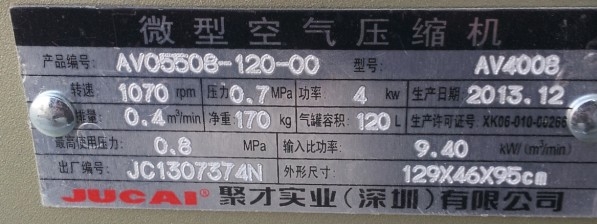 微型空气压缩机
产品编号: AV05508-120-00 型号: AV4008
转速 1070 rpm 压力 0.7 MPa 功率 4 kw 生产日期 2013.12
量: 0.4 m³/min 净重 170 kg 气罐容积: 120 L 生产许可证号: XK06-010-00266
最高使用压力: 0.8 MPa 输入比功率: 9.40 kW/(m³/min)
出厂编号: JC1307374N 外形尺寸: 129X46X95cm
JUCAI® 聚才实业(深圳)有限公司